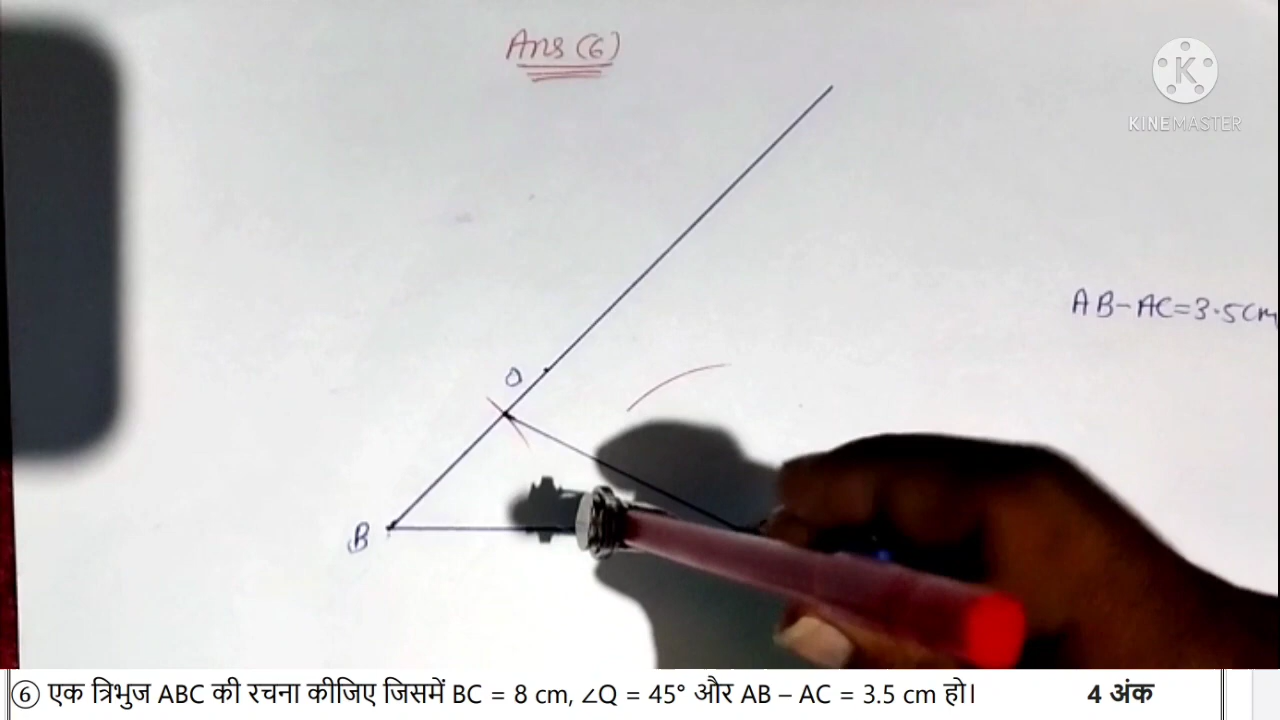 Ans (6)
KINEMASTER
AB-AC=3.5cm
O
B
⑥ एक त्रिभुज ABC की रचना कीजिए जिसमें BC = 8 cm, ∠Q = 45° और AB – AC = 3.5 cm हो। 4 अंक